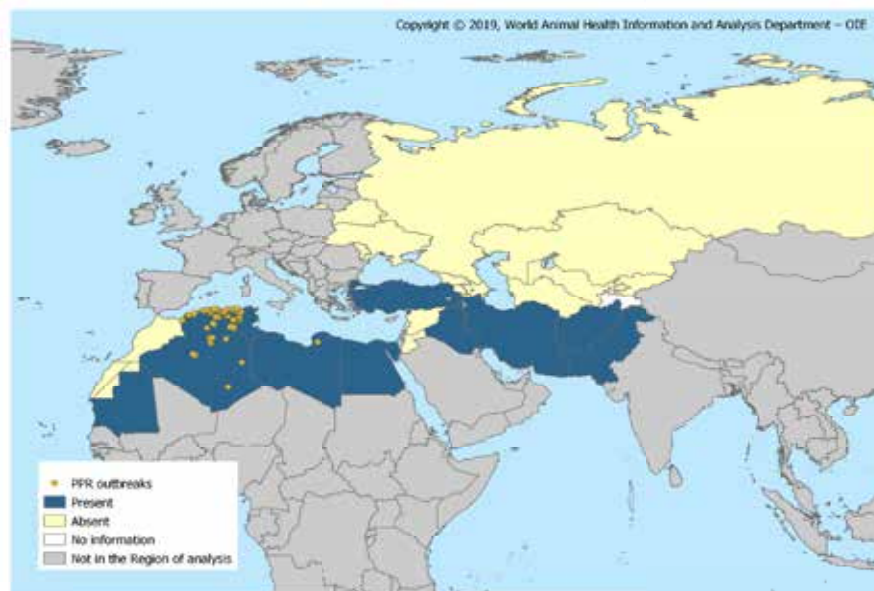 Copyright © 2019, World Animal Health Information and Analysis Department – OIE
PPR outbreaks
Present
Absent
No information
Not in the Region of analysis